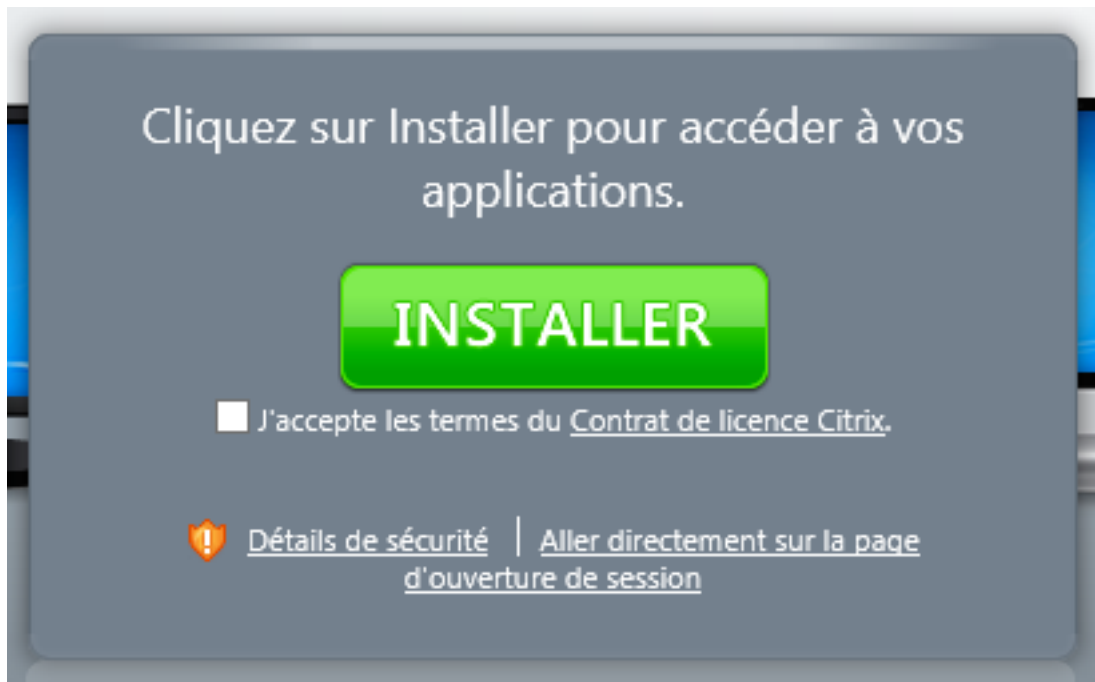 Cliquez sur Installer pour accéder à vos
applications.
INSTALLER
J'accepte les termes du Contrat de licence Citrix.
Détails de sécurité | Aller directement sur la page
d'ouverture de session